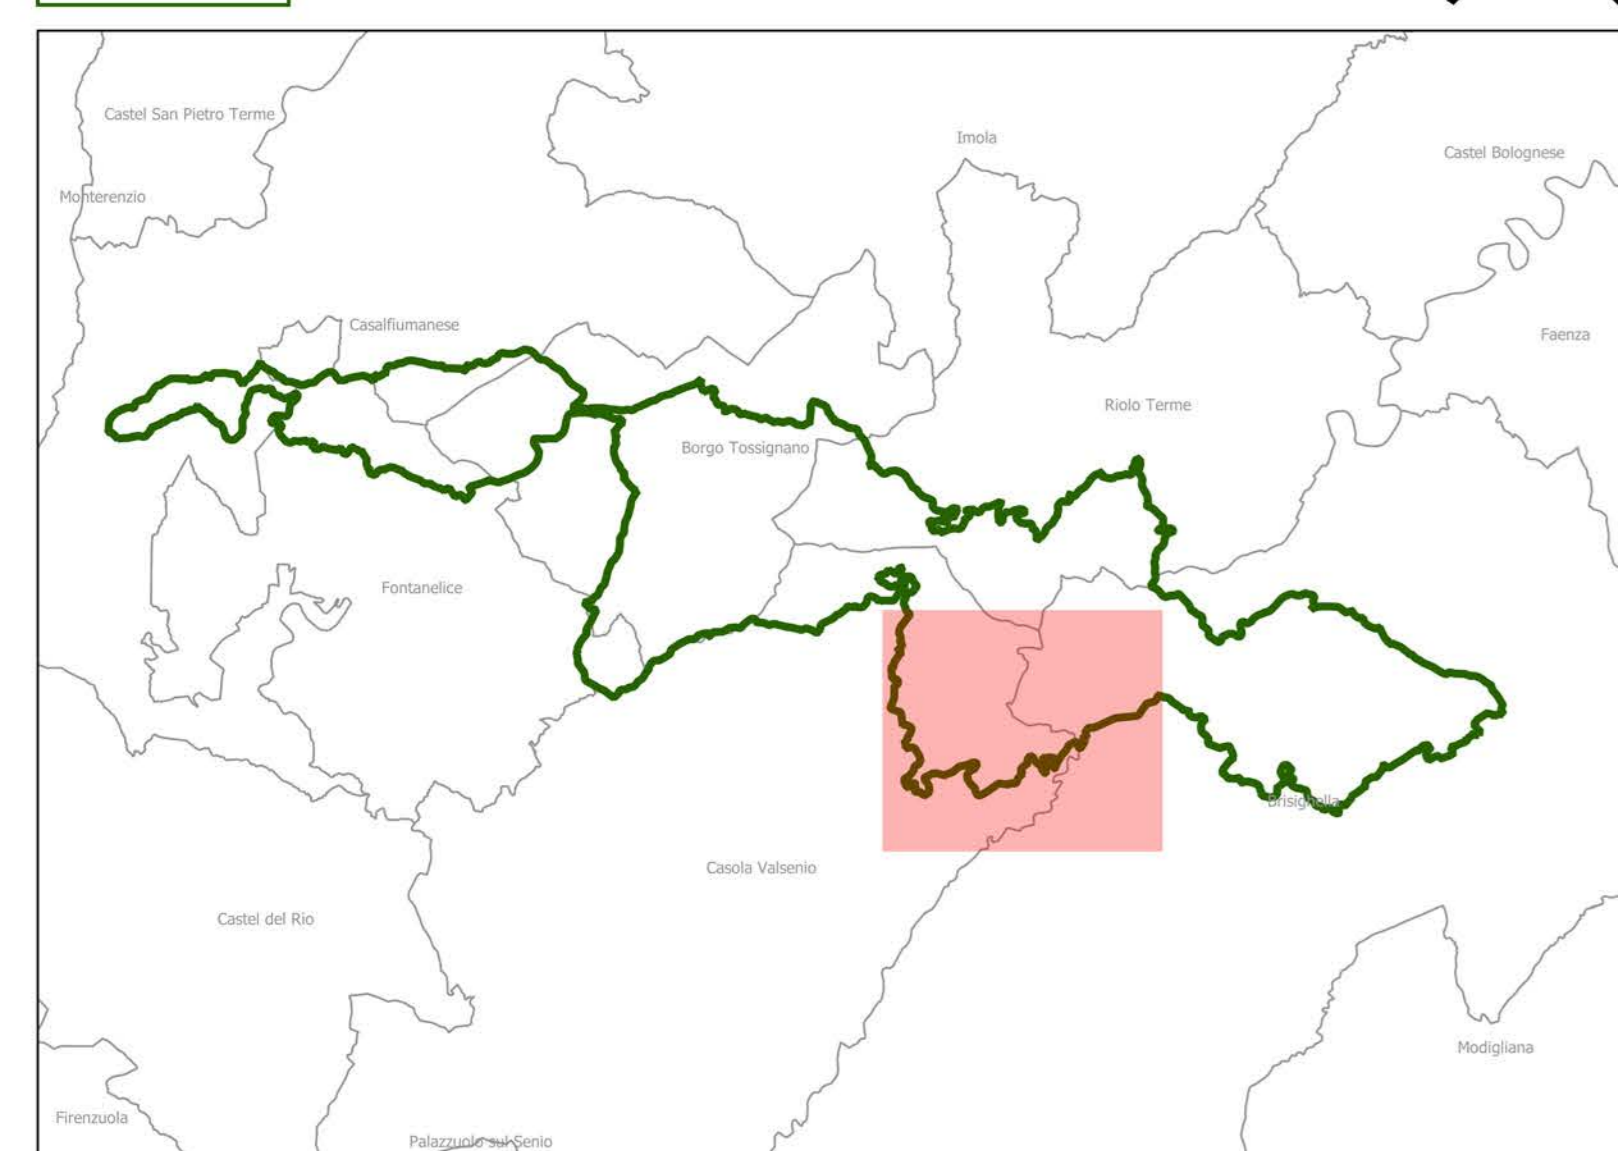 Castel San Pietro Terme
Imola
Castel Bolognese
Monterenzio
Casalfiumanese
Faenza
Riolo Terme
Borgo Tossignano
Fontanelice
Brisighella
Casola Valsenio
Castel del Rio
Modigliana
Firenzuola
Palazzuolo sul Senio